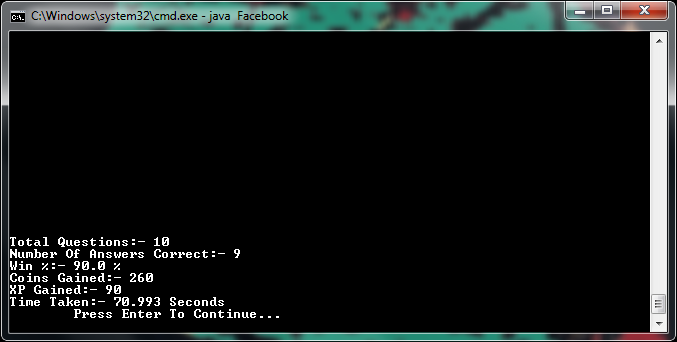 C:\Windows\system32\cmd.exe - java  Facebook
Total Questions:- 10
Number Of Answers Correct:- 9
Win %:- 90.0 %
Coins Gained:- 260
XP Gained:- 90
Time Taken:- 70.993 Seconds
Press Enter To Continue...